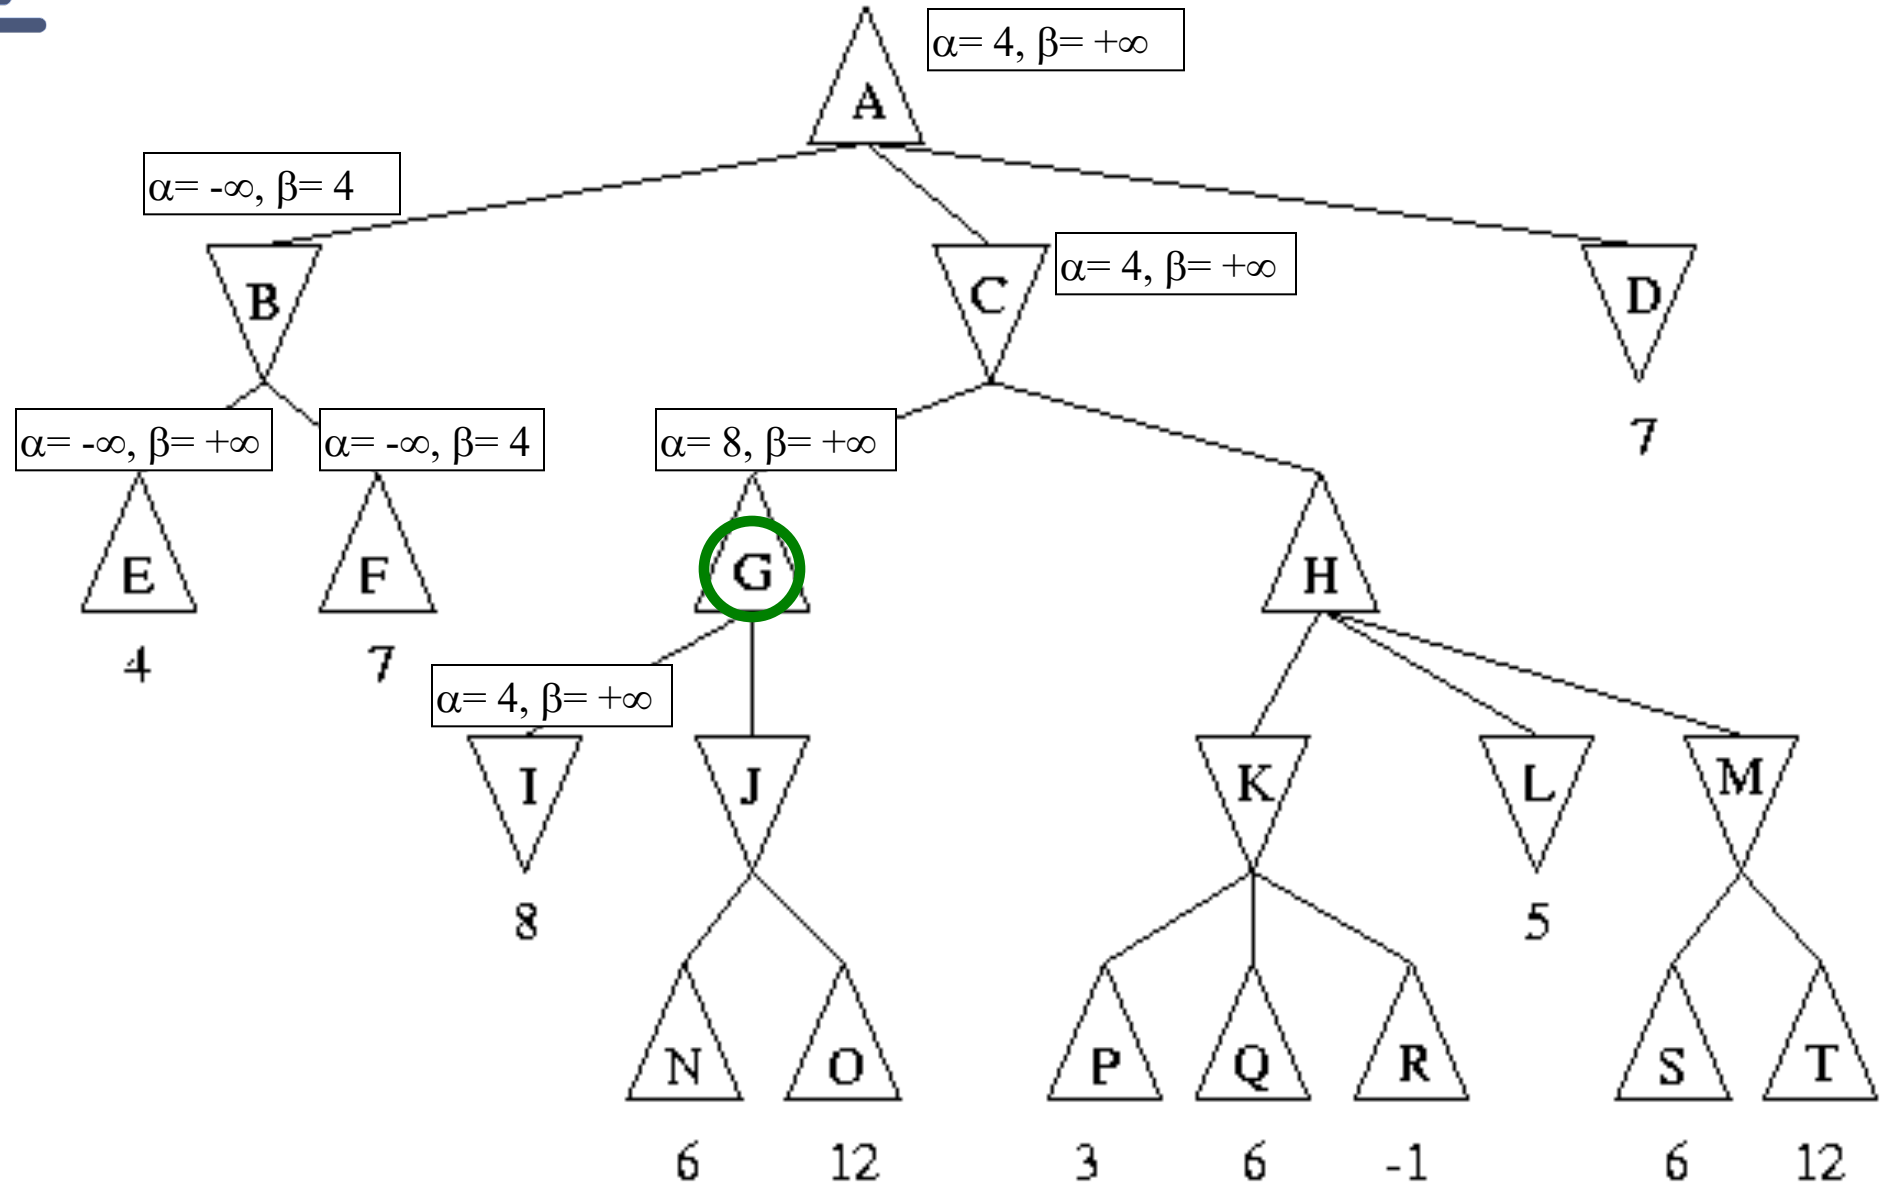 α= 4, β= +∞
A
α= -∞, β= 4
B
C
α= 4, β= +∞
D
α= -∞, β= +∞
α= -∞, β= 4
α= 8, β= +∞
7
E
F
G
H
4
7
α= 4, β= +∞
I
J
K
L
M
8
5
N
O
P
Q
R
S
T
6
12
3
6
-1
6
12